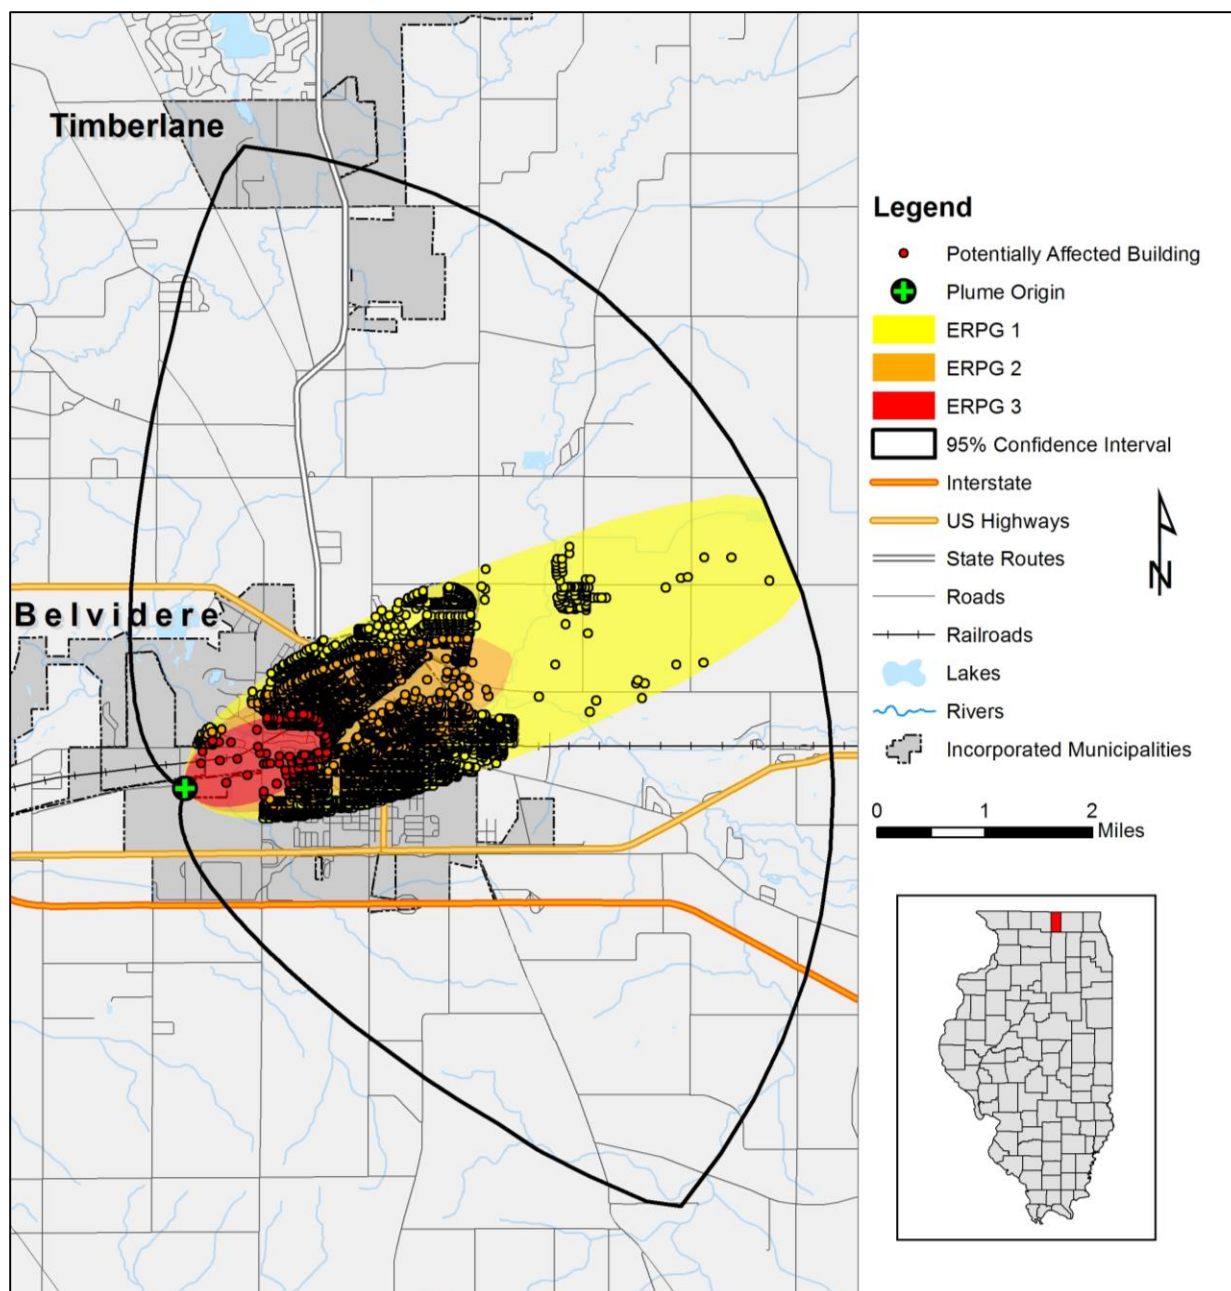 Timberlane
Belvidere
Legend
Potentially Affected Building
Plume Origin
ERPG 1
ERPG 2
ERPG 3
95% Confidence Interval
Interstate
US Highways
State Routes
Roads
Railroads
Lakes
Rivers
Incorporated Municipalities
N
0 1 2
Miles